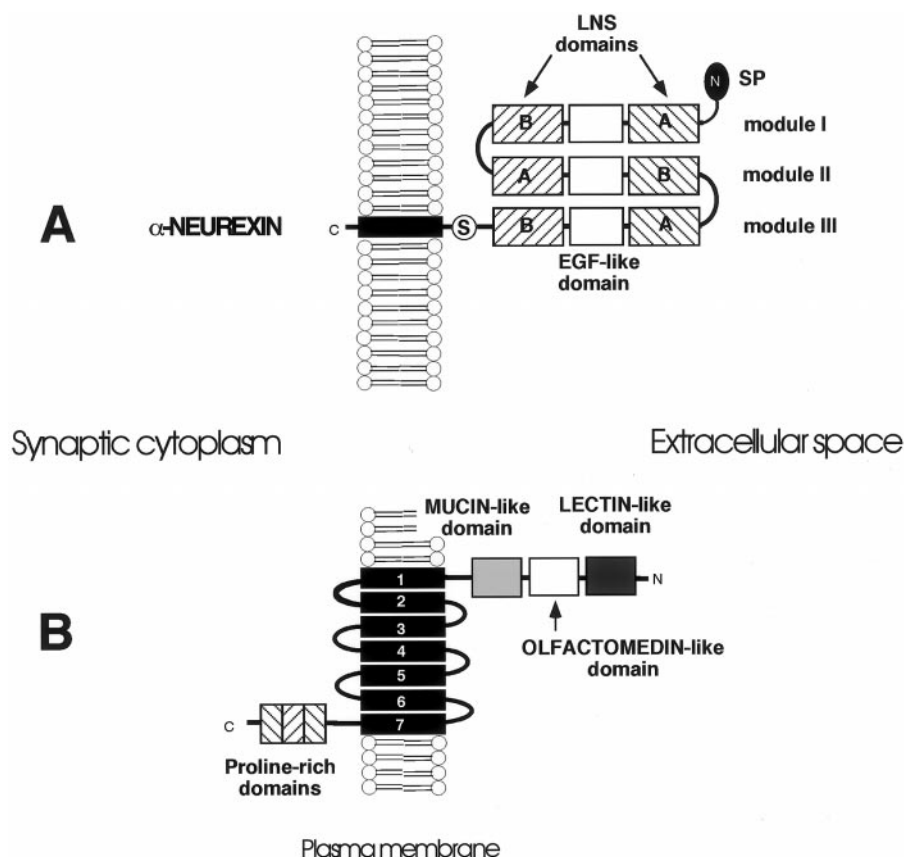 LNS
domains
N
SP
B
A
module I
A
B
module II
A
α-NEUREXIN
C
S
B
A
module III
EGF-like
domain
Synaptic cytoplasm
Extracellular space
MUCIN-like
domain
LECTIN-like
domain
1
N
2
B
3
4
OLFACTOMEDIN-like
domain
5
6
C
7
Proline-rich
domains
Plasma membrane